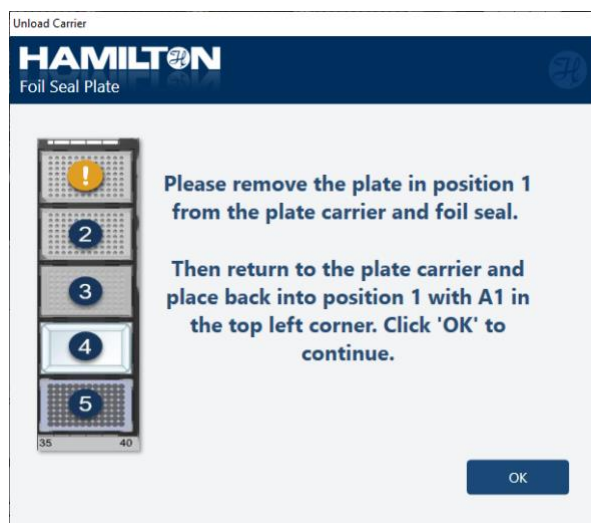 Unload Carrier
HAMILTON
Foil Seal Plate
!
2
3
4
5
35 40
Please remove the plate in position 1
from the plate carrier and foil seal.
Then return to the plate carrier and
place back into position 1 with A1 in
the top left corner. Click 'OK' to
continue.
OK